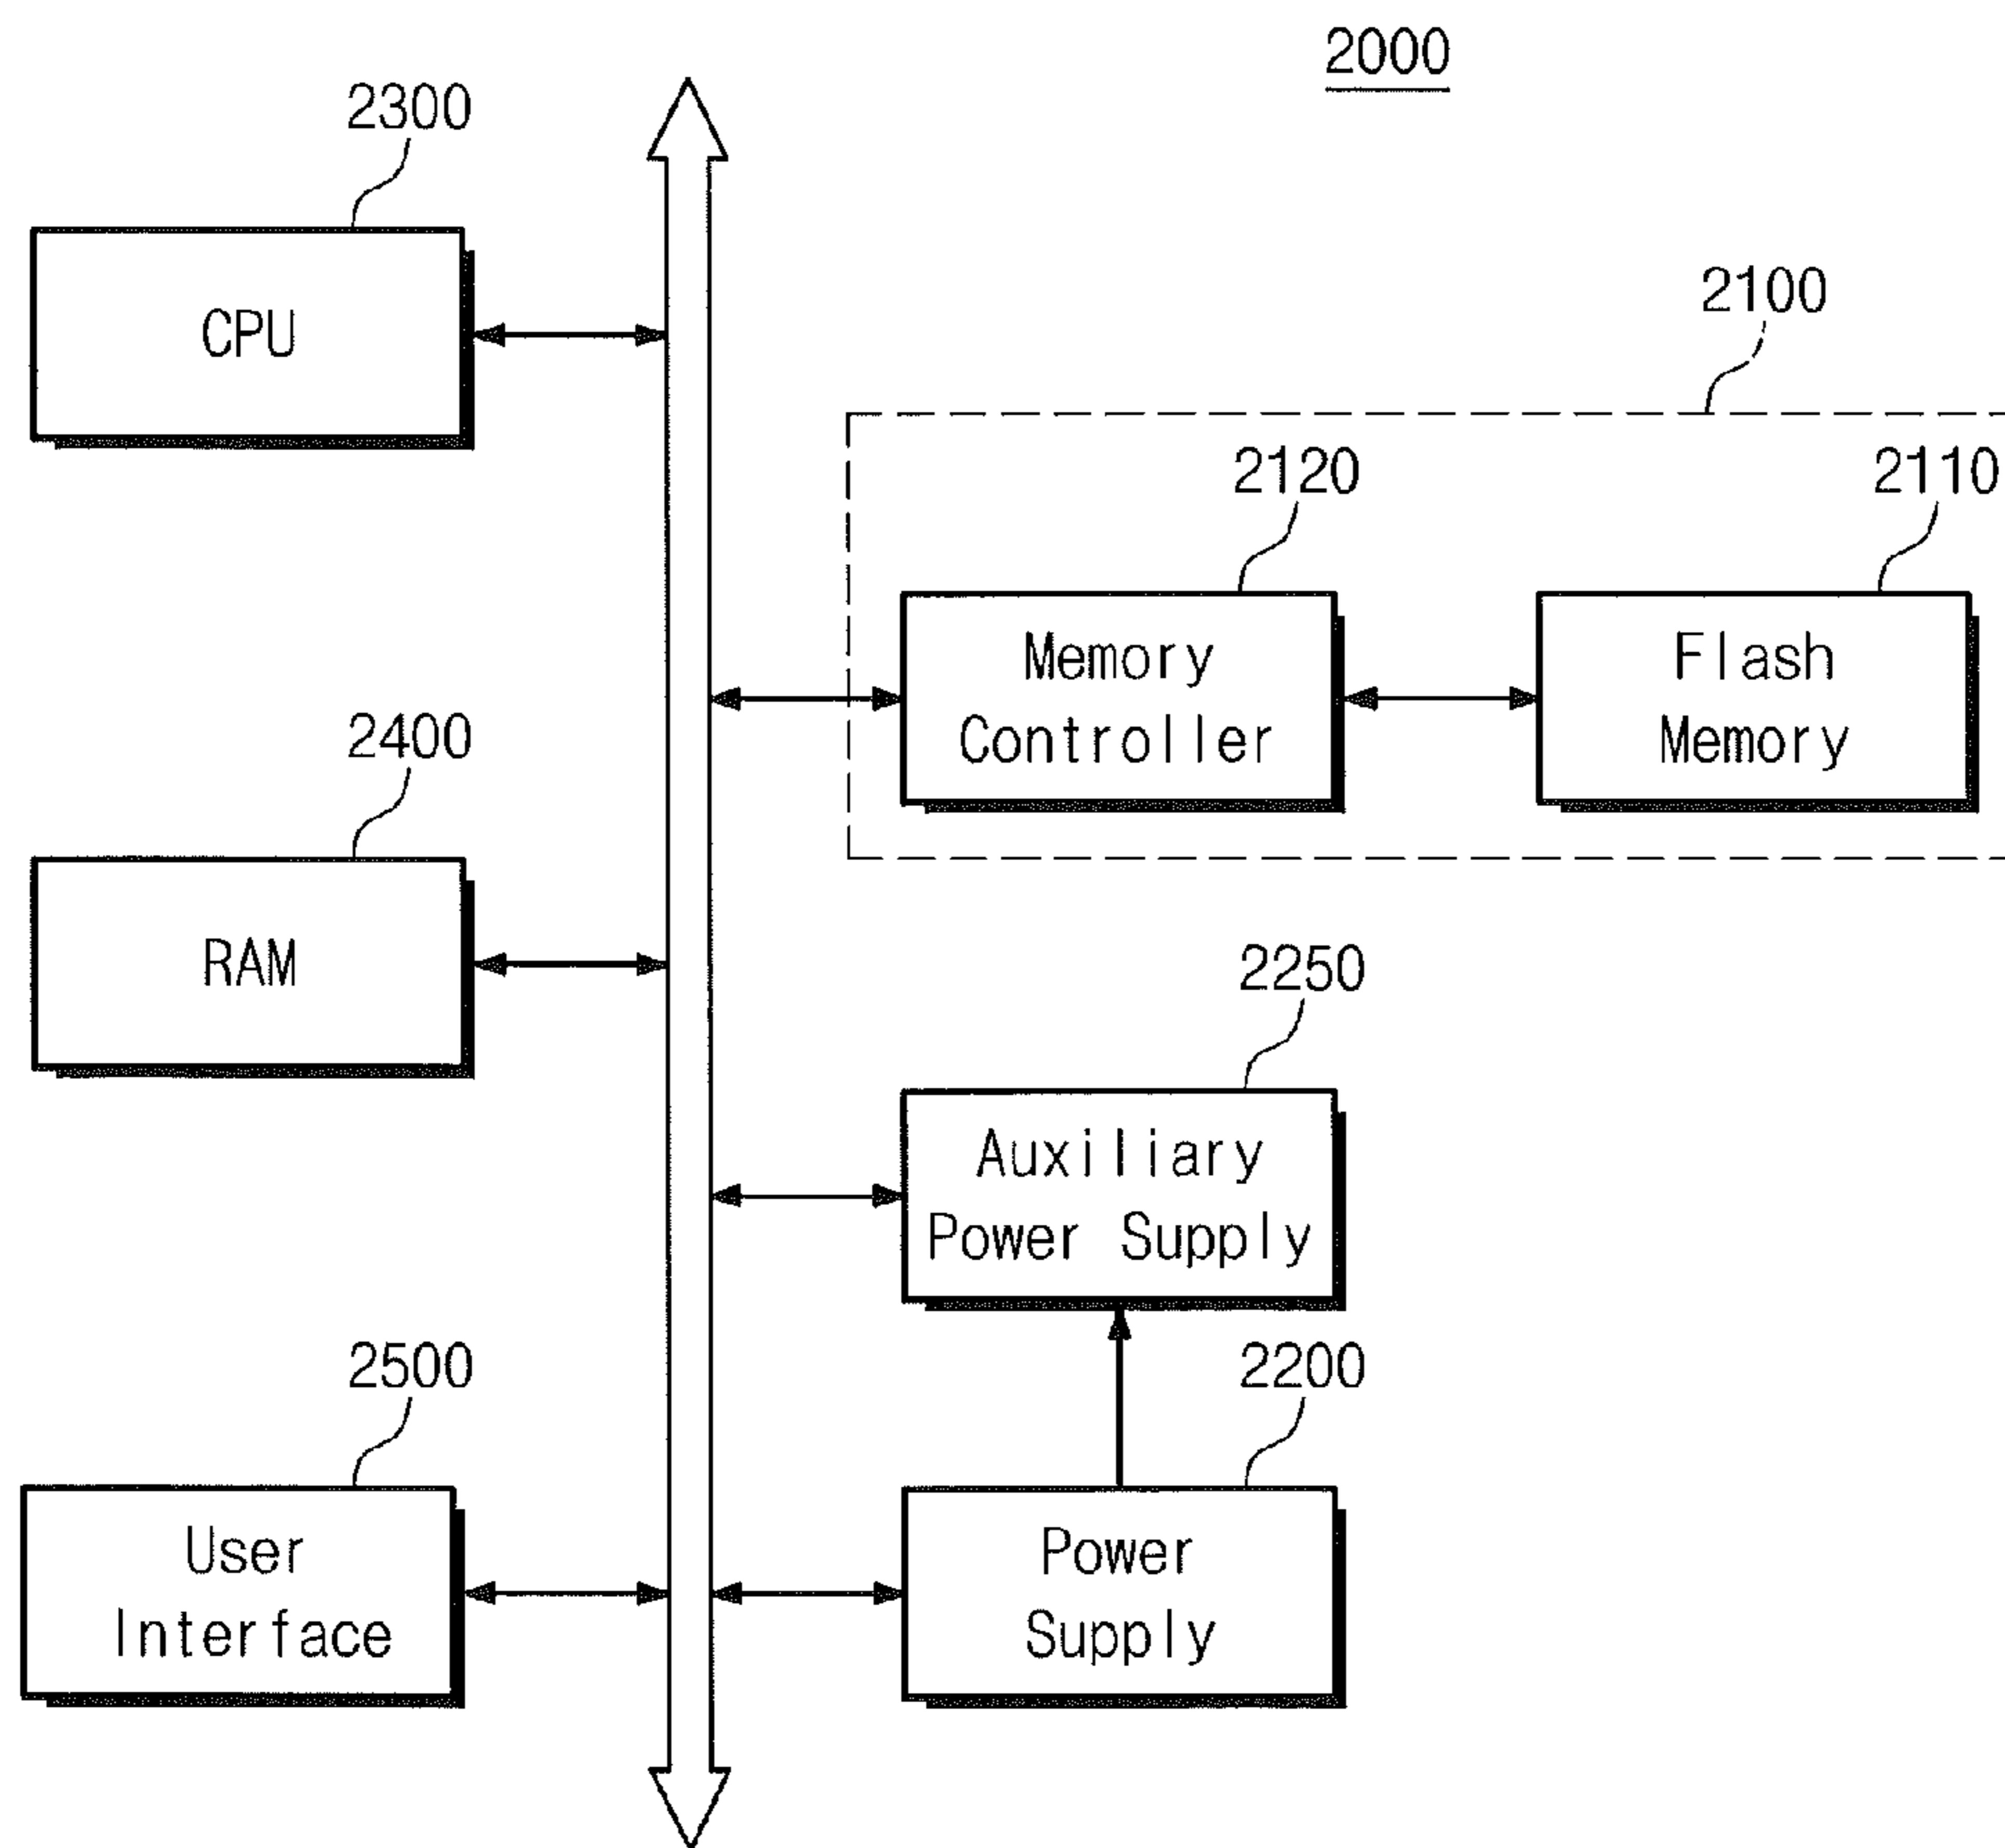 2000
2300
CPU
2100
2120
2110
Memory
Controller
Flash
Memory
2400
RAM
2250
Auxiliary
Power Supply
2500
User
Interface
2200
Power
Supply